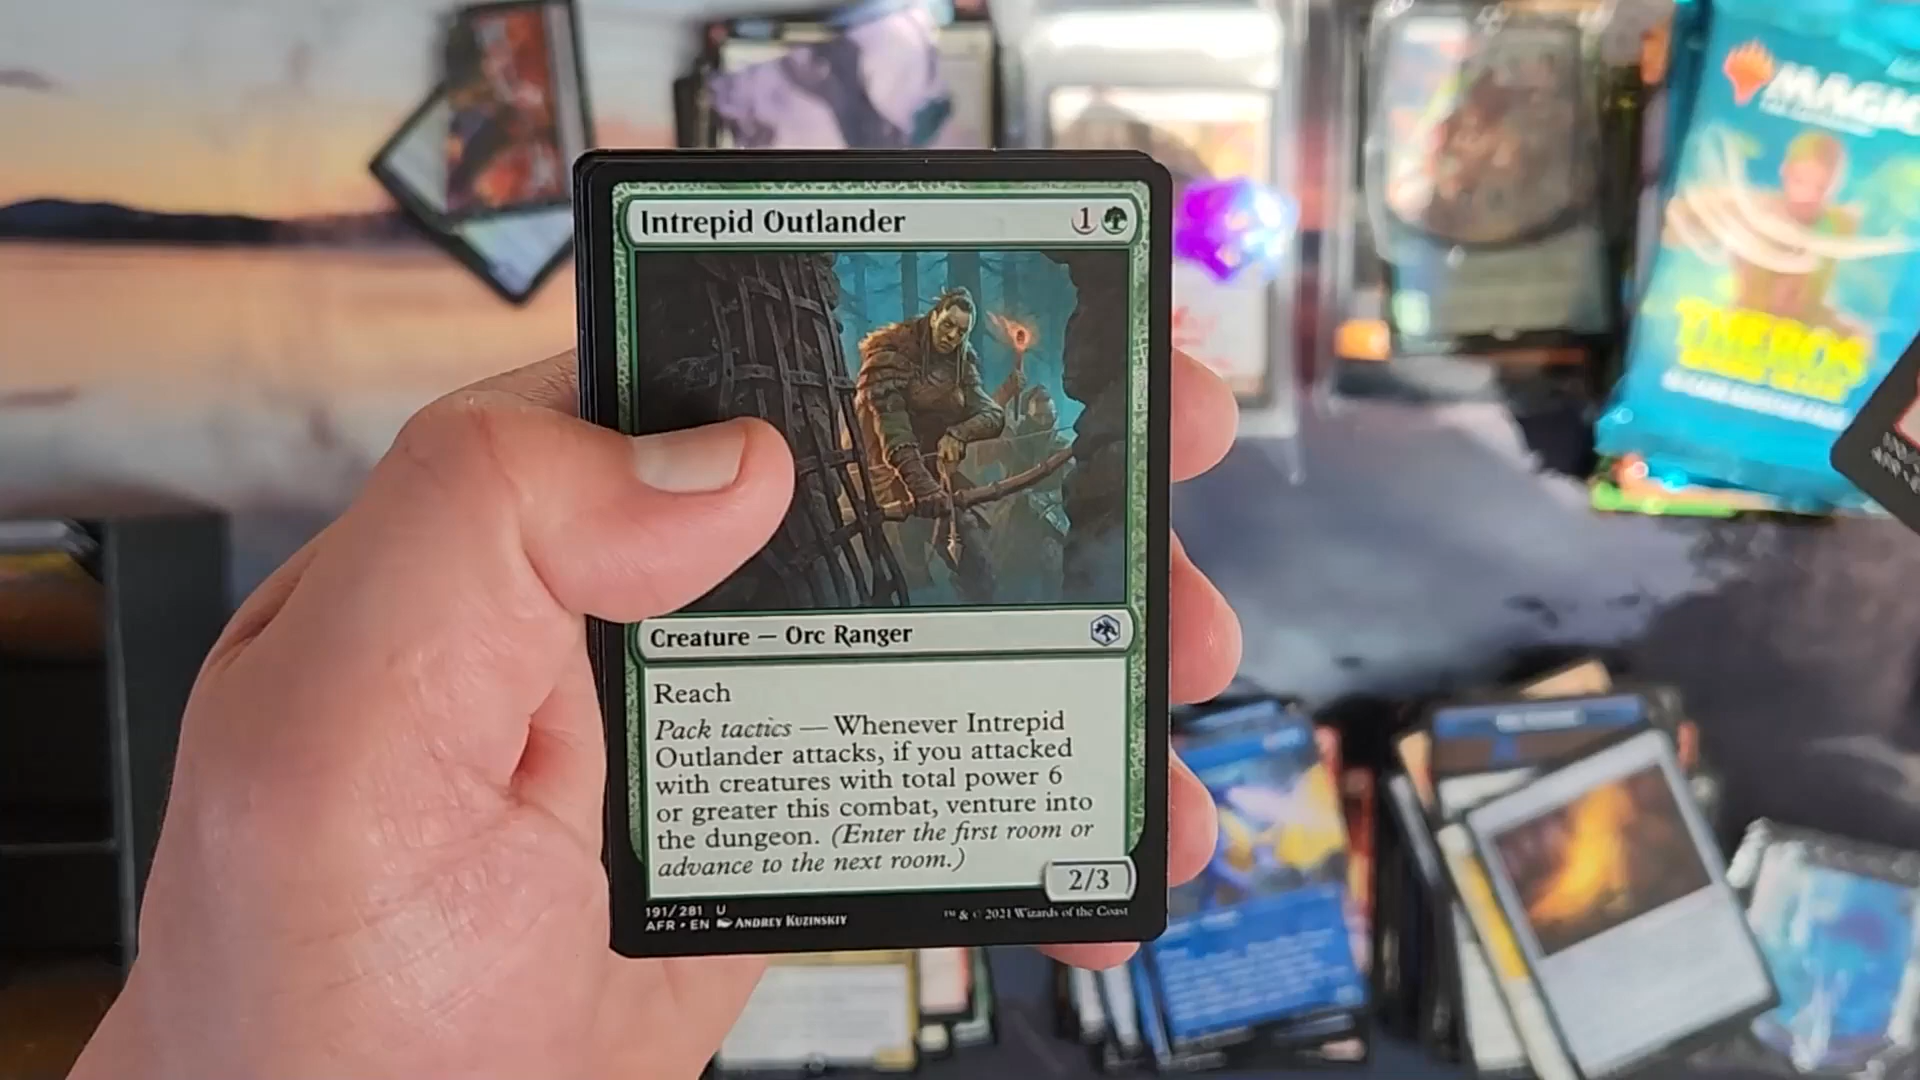 MAGIC
THEROS
Intrepid Outlander 1
Creature — Orc Ranger
Reach
Pack tactics — Whenever Intrepid
Outlander attacks, if you attacked
with creatures with total power 6
or greater this combat, venture into
the dungeon. (Enter the first room or
advance to the next room.)
2/3
191/281 U
AFR • EN ANDREY KUZINSKIY
™ & © 2021 Wizards of the Coast